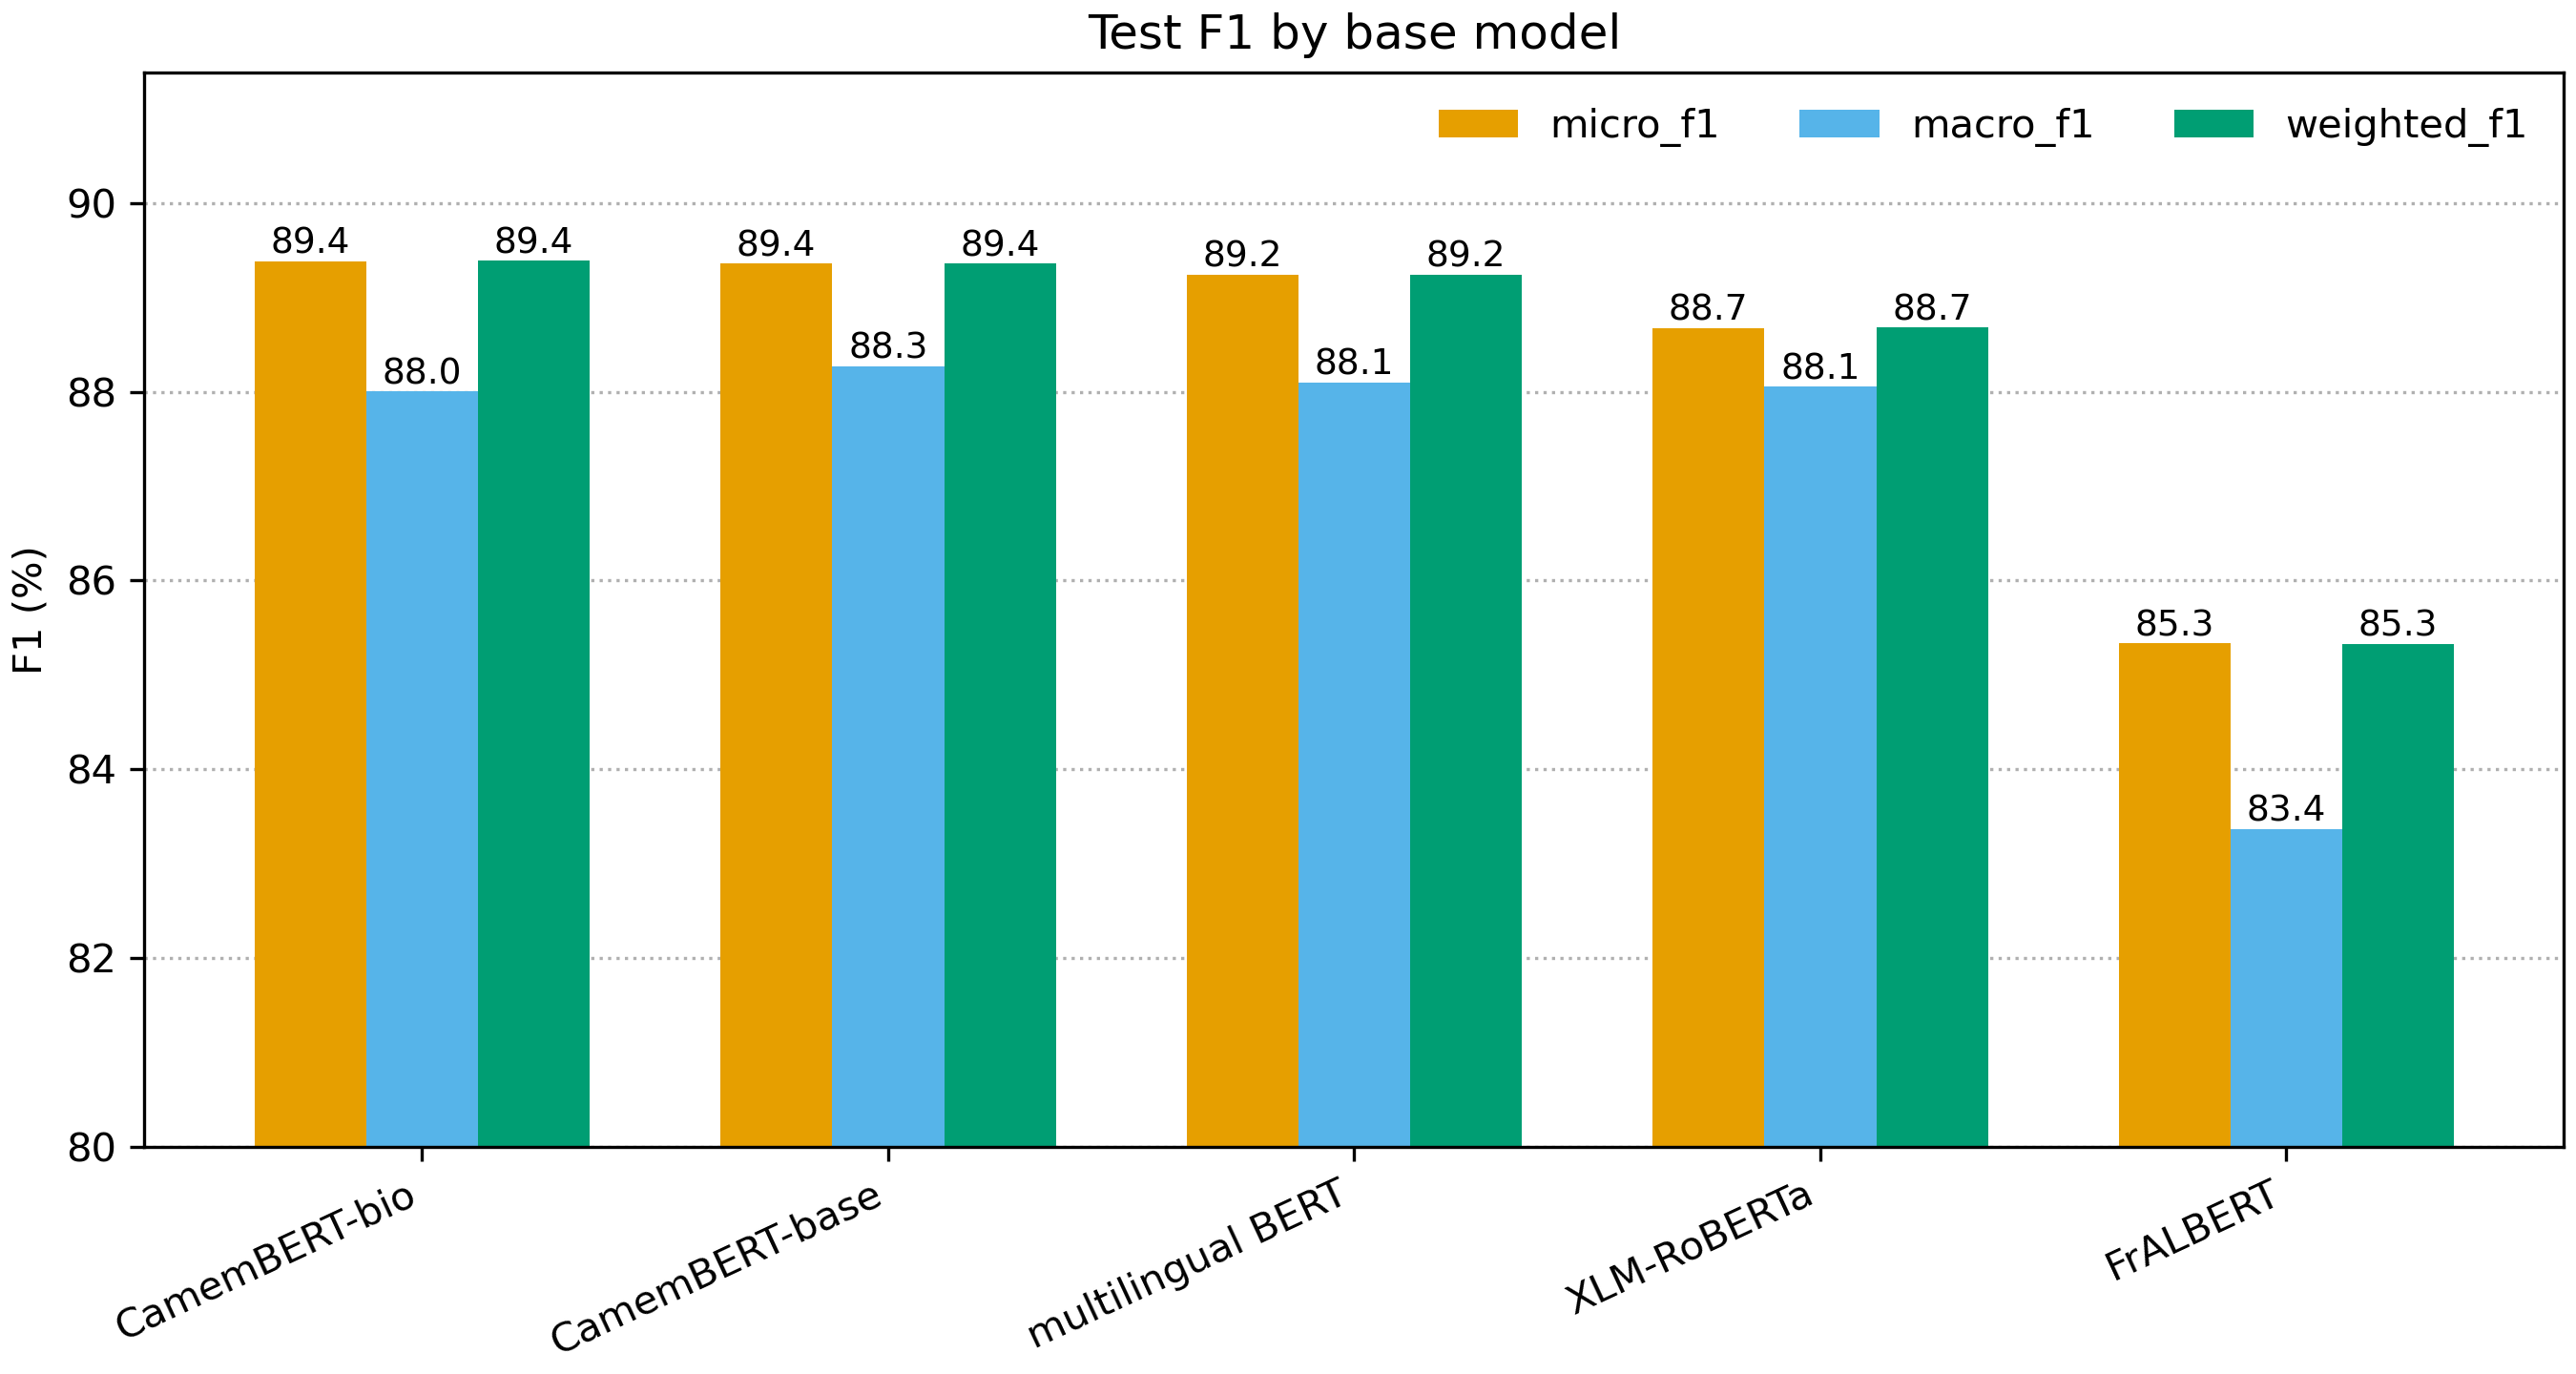 Test F1 by base model
micro_f1 macro_f1 weighted_f1
F1 (%)
90
88
86
84
82
80
89.4 88.0 89.4
89.4 88.3 89.4
89.2 88.1 89.2
88.7 88.1 88.7
85.3 83.4 85.3
CamemBERT-bio
CamemBERT-base
multilingual BERT
XLM-RoBERTa
FrALBERT